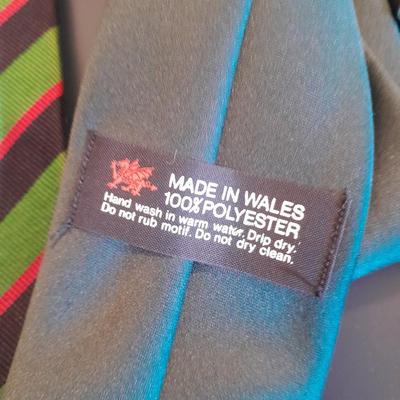 MADE IN WALES
100% POLYESTER
Hand wash in warm water. Drip dry.
Do not rub motif. Do not dry clean.